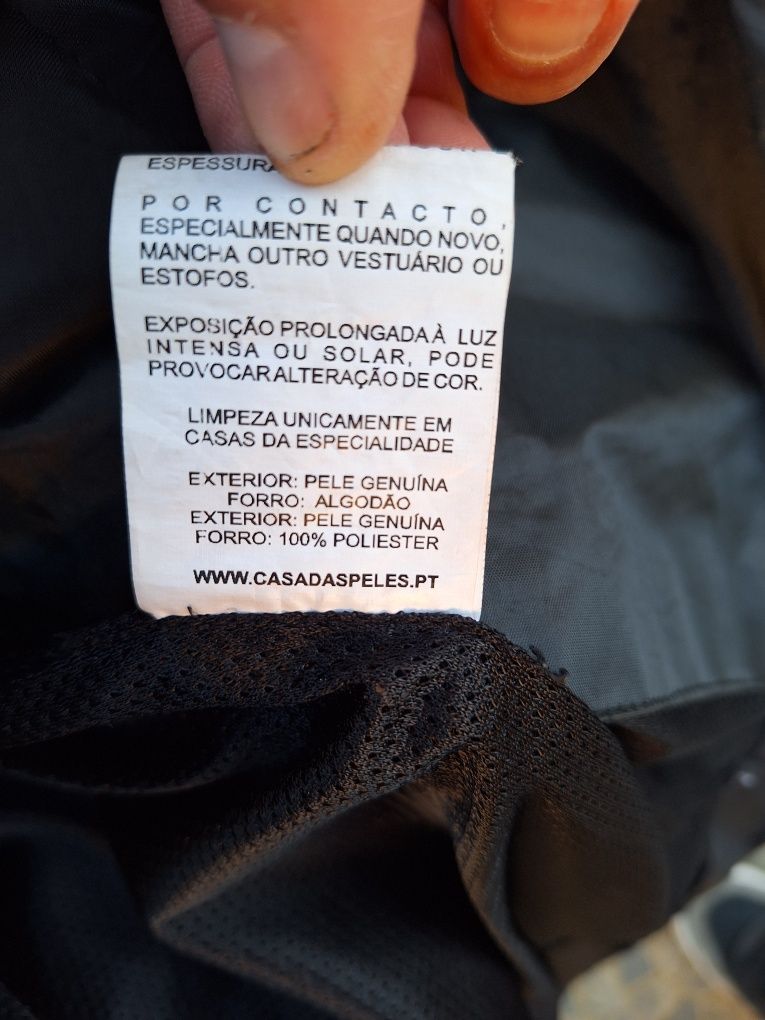 ESPESSURA
POR CONTACTO,
ESPECIALMENTE QUANDO NOVO,
MANCHA OUTRO VESTUÁRIO OU
ESTOFOS.
EXPOSIÇÃO PROLONGADA À LUZ
INTENSA OU SOLAR, PODE
PROVOCAR ALTERAÇÃO DE COR.
LIMPEZA UNICAMENTE EM
CASAS DA ESPECIALIDADE
EXTERIOR: PELE GENUÍNA
FORRO: ALGODÃO
EXTERIOR: PELE GENUÍNA
FORRO: 100% POLIESTER
WWW.CASADASPELES.PT